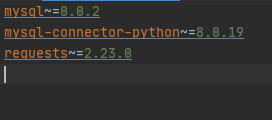 mysql~=0.0.2
mysql-connector-python~=8.0.19
requests~=2.23.0